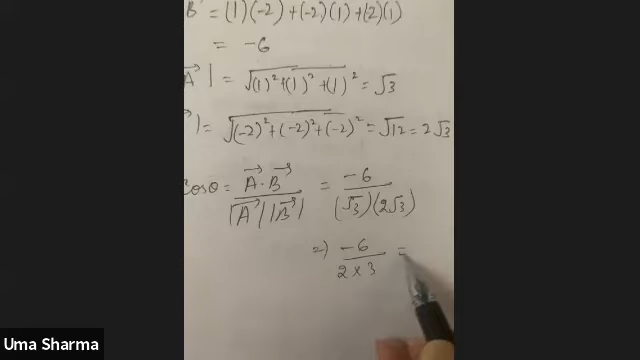 B = (1)(-2)+(-2)(1)+(2)(1)
= -6
A| = √(1)²+(1)²+(1)² = √3
|= √(-2)²+(-2)²+(-2)² = √12 = 2√3
Cosθ = A·B / |A||B| = -6 / (√3)(2√3)
=) -6 / 2×3 =
Uma Sharma